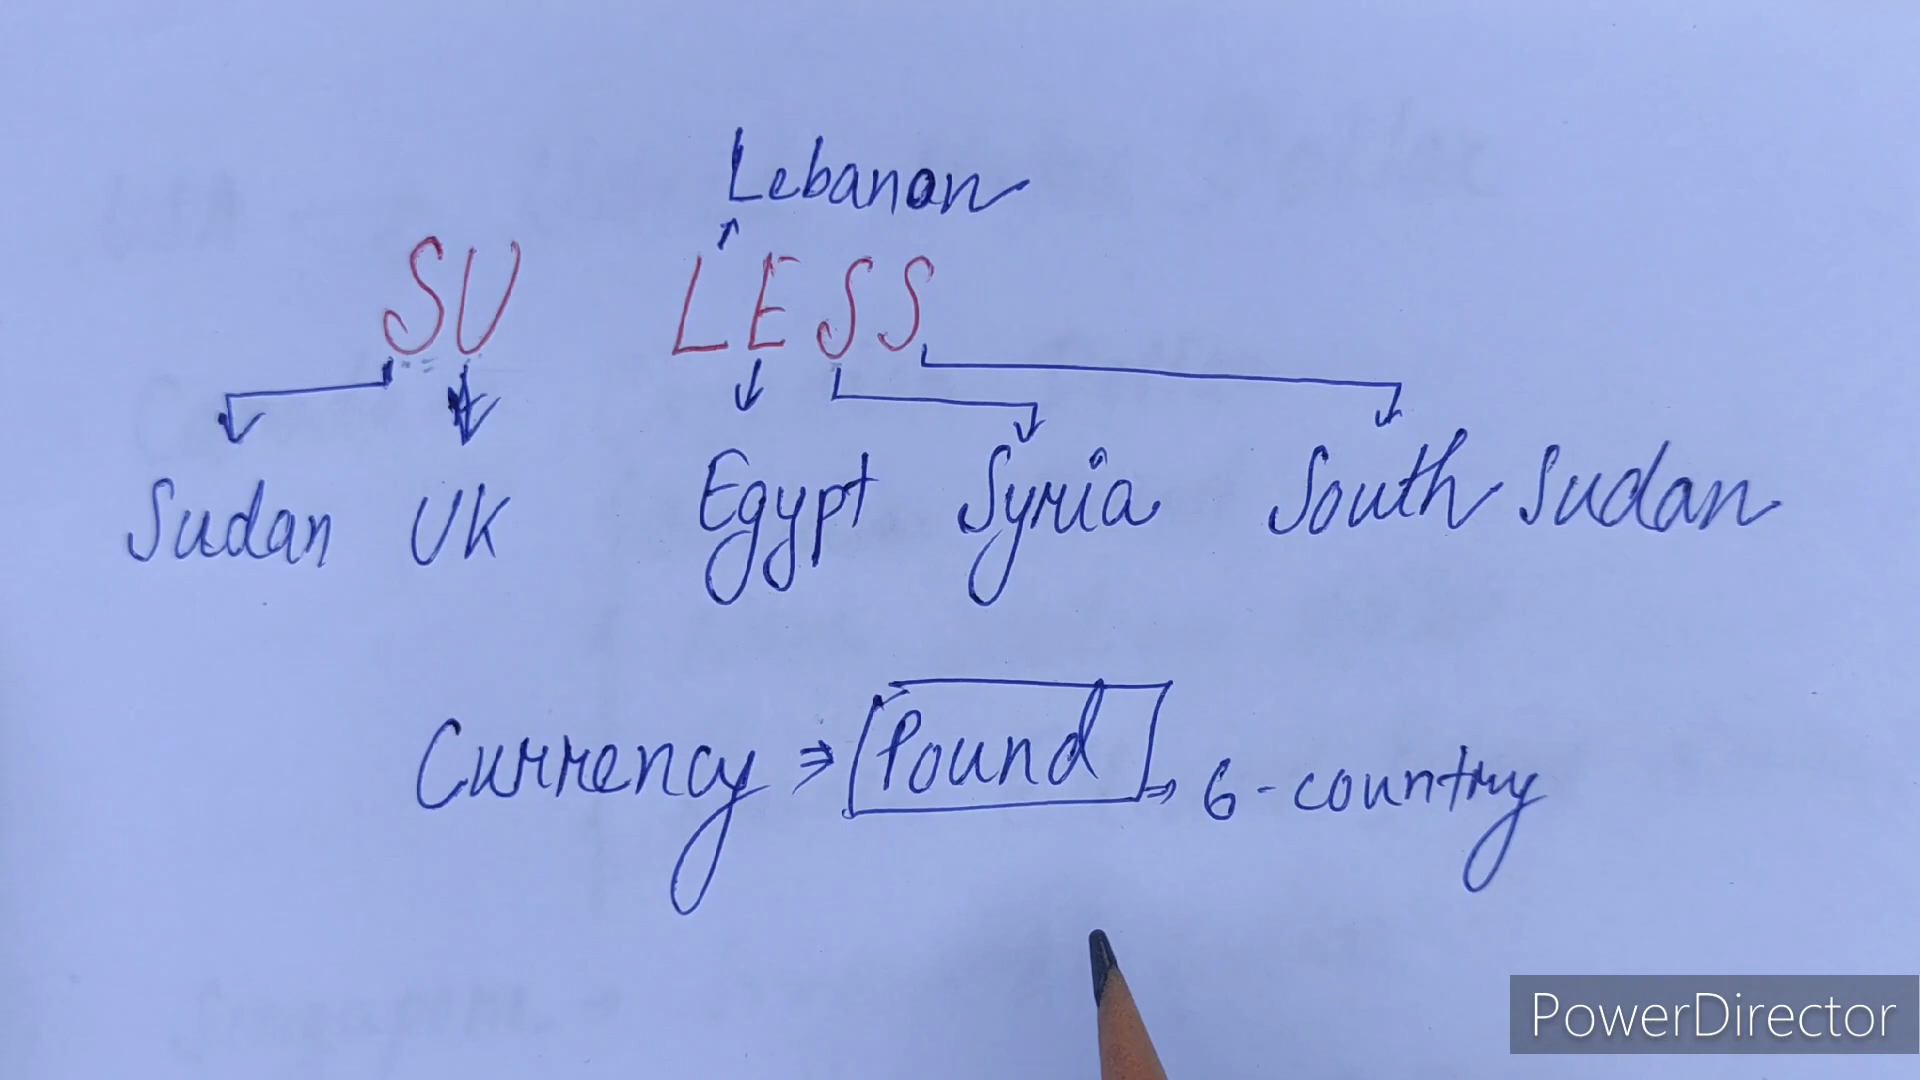 Lebanon
SU LESS
Sudan UK Egypt Syria South Sudan
Currency ⇒ Pound ⇒ 6-country
PowerDirector